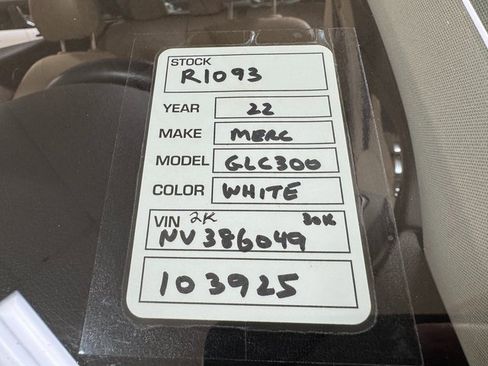 STOCK
R1093
YEAR 22
MAKE MERC
MODEL GLC300
COLOR WHITE
VIN 2K 30K
NV386049
103925